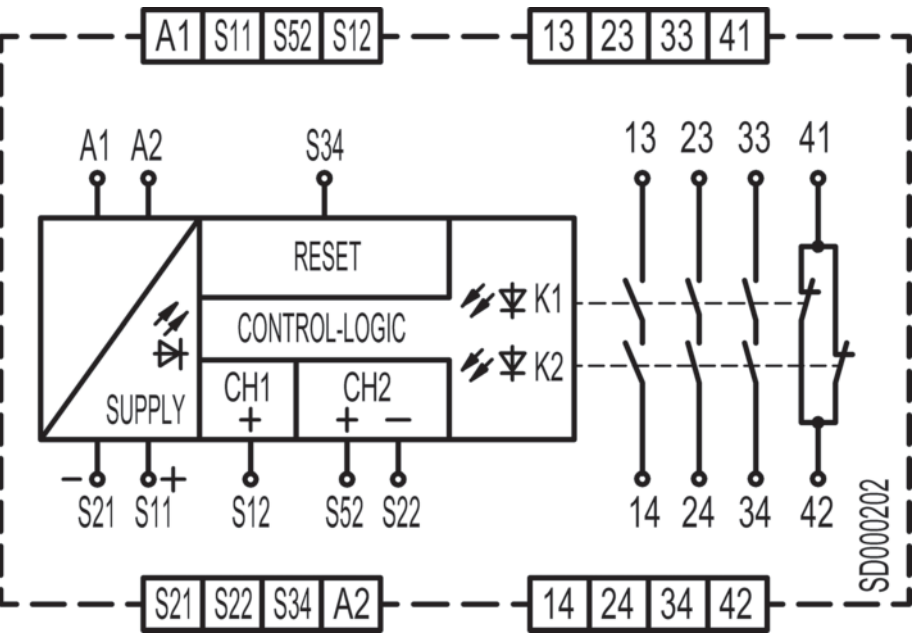 A1 S11 S52 S12 13 23 33 41
A1 A2 S34 13 23 33 41
RESET
K1
CONTROL-LOGIC
K2
CH1 CH2
SUPPLY + + −
− +
S21 S11 S12 S52 S22 14 24 34 42
SD000202
S21 S22 S34 A2 14 24 34 42